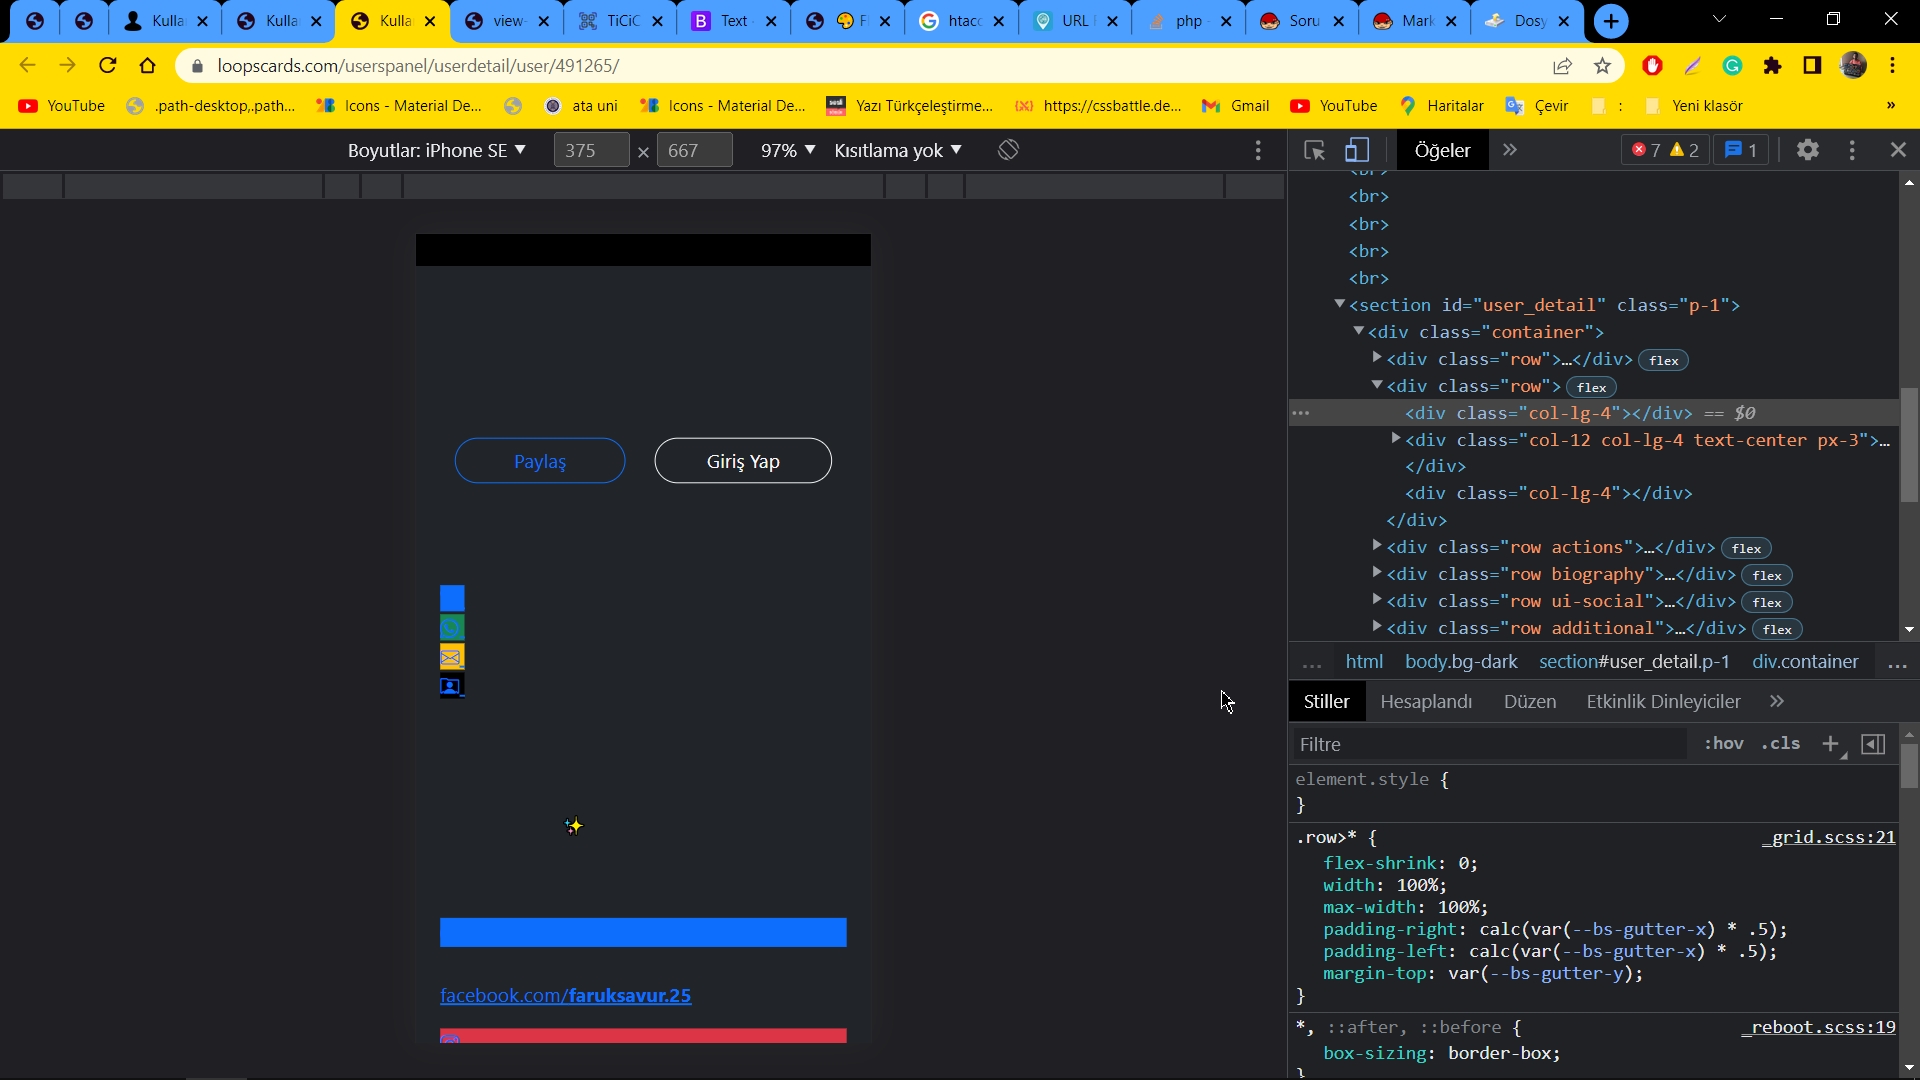 Kulla
Kulla
Kulla
view-
TiCiC
Text
F
htacc
URL
php
Soru
Mark
Dosy
loopscards.com/userspanel/userdetail/user/491265/
YouTube
.path-desktop,.path...
Icons - Material De...
ata uni
Icons - Material De...
Yazı Türkçeleştirme...
https://cssbattle.de...
Gmail
YouTube
Haritalar
Çevir
:
Yeni klasör
»
Boyutlar: iPhone SE
375 × 667
97%
Kısıtlama yok
Öğeler
7 2 1
<br>
<br>
<br>
<br>
<section id="user_detail" class="p-1">
<div class="container">
<div class="row">…</div> flex
<div class="row"> flex
<div class="col-lg-4"></div> == $0
<div class="col-12 col-lg-4 text-center px-3">…
</div>
<div class="col-lg-4"></div>
</div>
<div class="row actions">…</div> flex
<div class="row biography">…</div> flex
<div class="row ui-social">…</div> flex
<div class="row additional">…</div> flex
... html body.bg-dark section#user_detail.p-1 div.container ...
Stiller Hesaplandı Düzen Etkinlik Dinleyiciler »
Filtre :hov .cls
element.style {
}
.row>* { _grid.scss:21
flex-shrink: 0;
width: 100%;
max-width: 100%;
padding-right: calc(var(--bs-gutter-x) * .5);
padding-left: calc(var(--bs-gutter-x) * .5);
margin-top: var(--bs-gutter-y);
}
*, ::after, ::before { _reboot.scss:19
box-sizing: border-box;
}
Paylaş
Giriş Yap
facebook.com/faruksavur.25